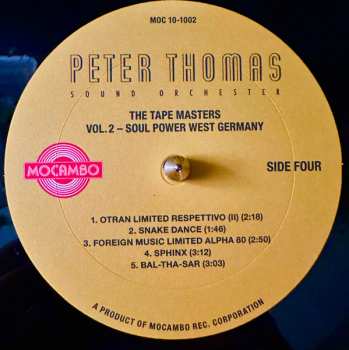 MOC 10-1002
PETER THOMAS
SOUND ORCHESTER
THE TAPE MASTERS
VOL. 2 – SOUL POWER WEST GERMANY
MOCAMBO
SIDE FOUR
1. OTRAN LIMITED RESPETTIVO (II) (2:18)
2. SNAKE DANCE (1:46)
3. FOREIGN MUSIC LIMITED ALPHA 60 (2:50)
4. SPHINX (3:12)
5. BAL-THA-SAR (3:03)
A PRODUCT OF MOCAMBO REC. CORPORATION